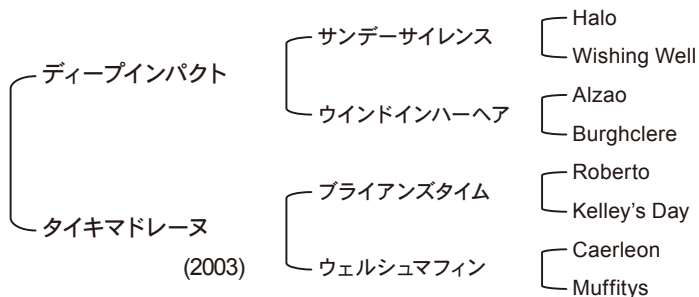 ディープインパクト
サンデーサイレンス
Halo
Wishing Well
ウインドインハーヘア
Alzao
Burghclere
タイキマドレーヌ
(2003)
ブライアンズタイム
Roberto
Kelley’s Day
ウェルシュマフィン
Caerleon
Muffitys